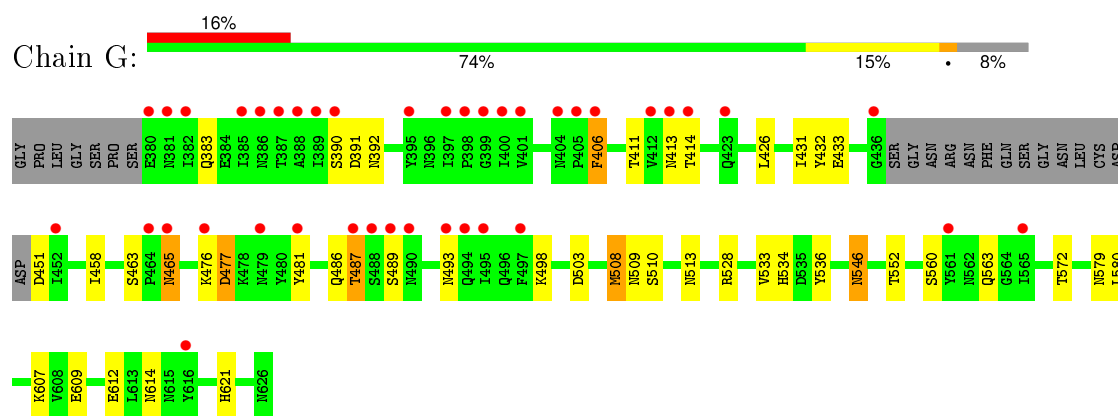 16%
Chain G:
74% 15% • 8%
GLY PRO LEU GLY SER PRO SER E380 N381 I382 Q383 E384 I385 N386 T387 A388 I389 S390 D391 N392 Y395 N396 I397 P398 G399 I400 V401 N404 P405 F406 T411 V412 N413 T414 Q423 L426 I431 Y432 E433 G436 SER GLY ASN ARG ASN PHE GLN SER GLY ASN LEU CYS ASP
ASP D451 I452 I458 S463 P464 N465 K476 D477 K478 N479 Y480 Y481 Q486 T487 S488 S489 N490 N493 Q494 I495 Q496 F497 K498 D503 M508 N509 S510 N513 R528 V533 H534 D535 Y536 N546 T552 S560 Y561 N562 Q563 G564 I565 T572 N579 L580
K607 V608 E609 E612 L613 N614 N615 Y616 H621 N626